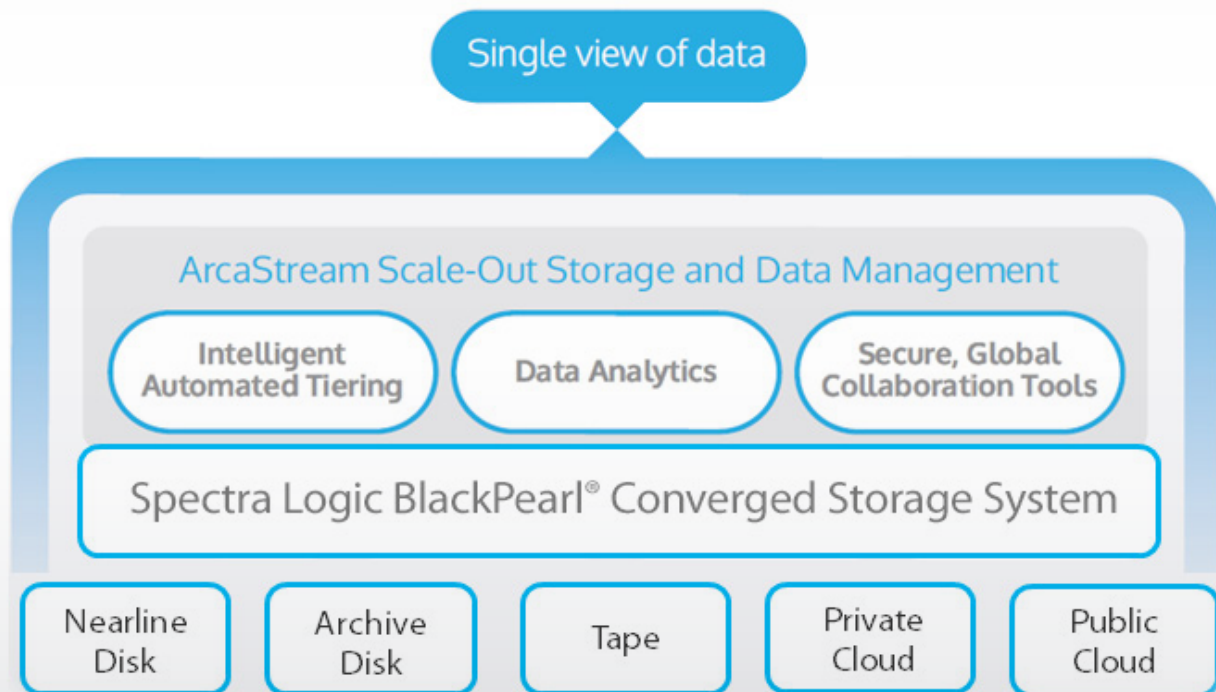 Single view of data
ArcaStream Scale-Out Storage and Data Management
Intelligent
Automated Tiering
Data Analytics
Secure, Global
Collaboration Tools
Spectra Logic BlackPearl® Converged Storage System
Nearline
Disk
Archive
Disk
Tape
Private
Cloud
Public
Cloud